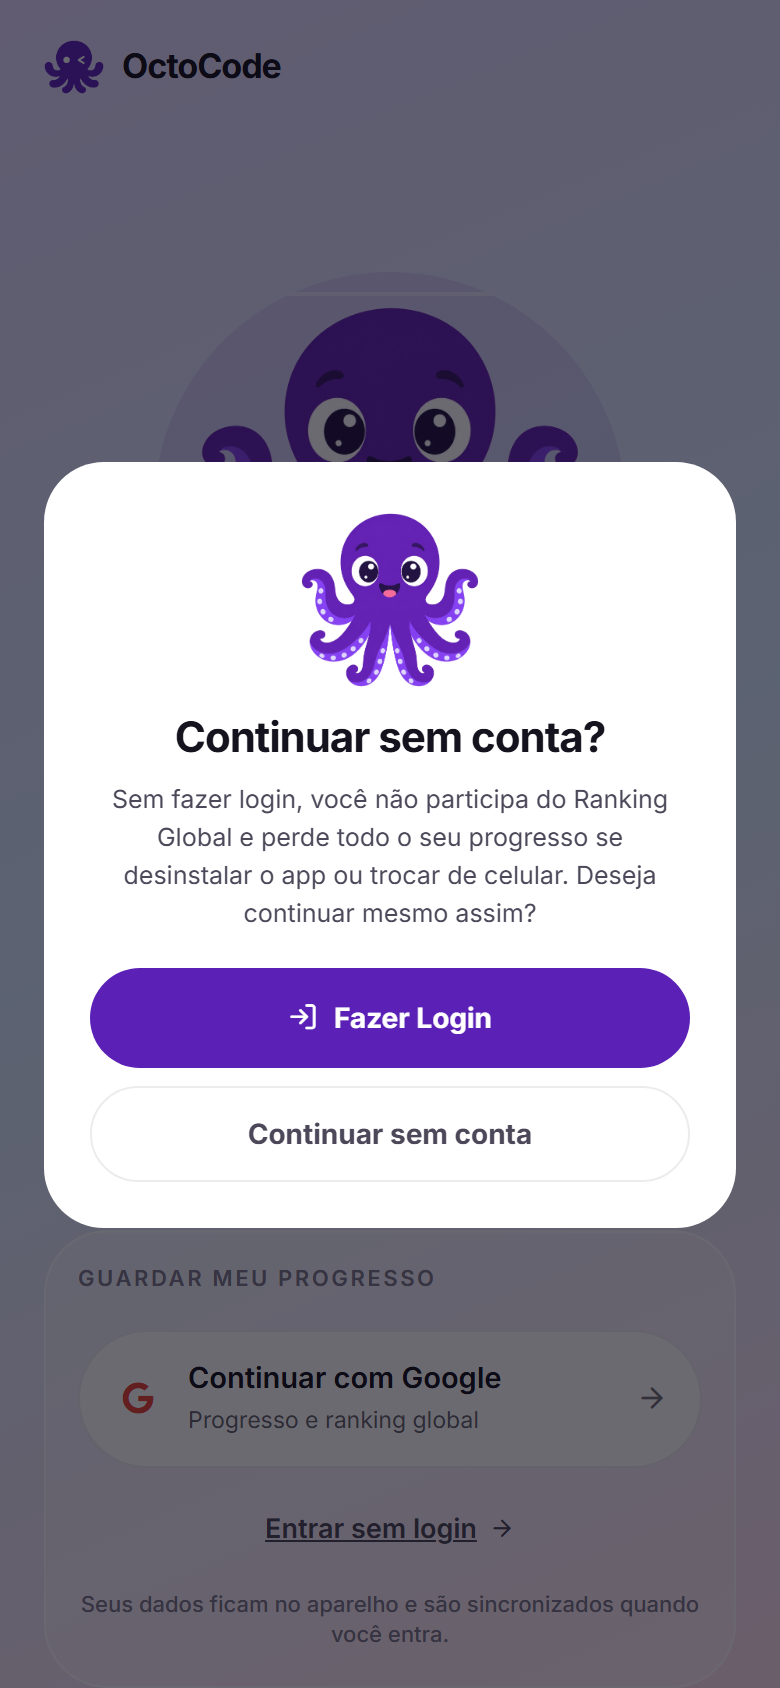 OctoCode
Continuar sem conta?
Sem fazer login, você não participa do Ranking
Global e perde todo o seu progresso se
desinstalar o app ou trocar de celular. Deseja
continuar mesmo assim?
Fazer Login
Continuar sem conta
GUARDAR MEU PROGRESSO
Continuar com Google
Progresso e ranking global
Entrar sem login
Seus dados ficam no aparelho e são sincronizados quando
você entra.